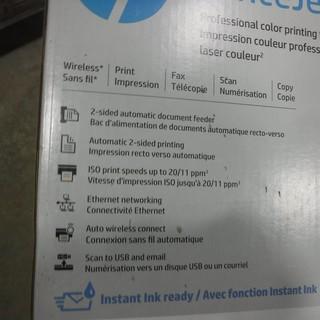 hp
Professional color printing
Impression couleur profess
laser couleur²
Wireless* | Print | Fax | Scan | Copy
Sans fil* | Impression | Télécopie | Numérisation | Copie
2-sided automatic document feeder
Bac d'alimentation de documents automatique recto-verso
Automatic 2-sided printing
Impression recto verso automatique
ISO print speeds up to 20/11 ppm³
Vitesse d'impression ISO jusqu'à 20/11 ppm³
Ethernet networking
Connectivité Ethernet
Auto wireless connect
Connexion sans fil automatique
Scan to USB and email
Numérisation vers un disque USB ou un courriel
Instant Ink ready / Avec fonction Instant Ink